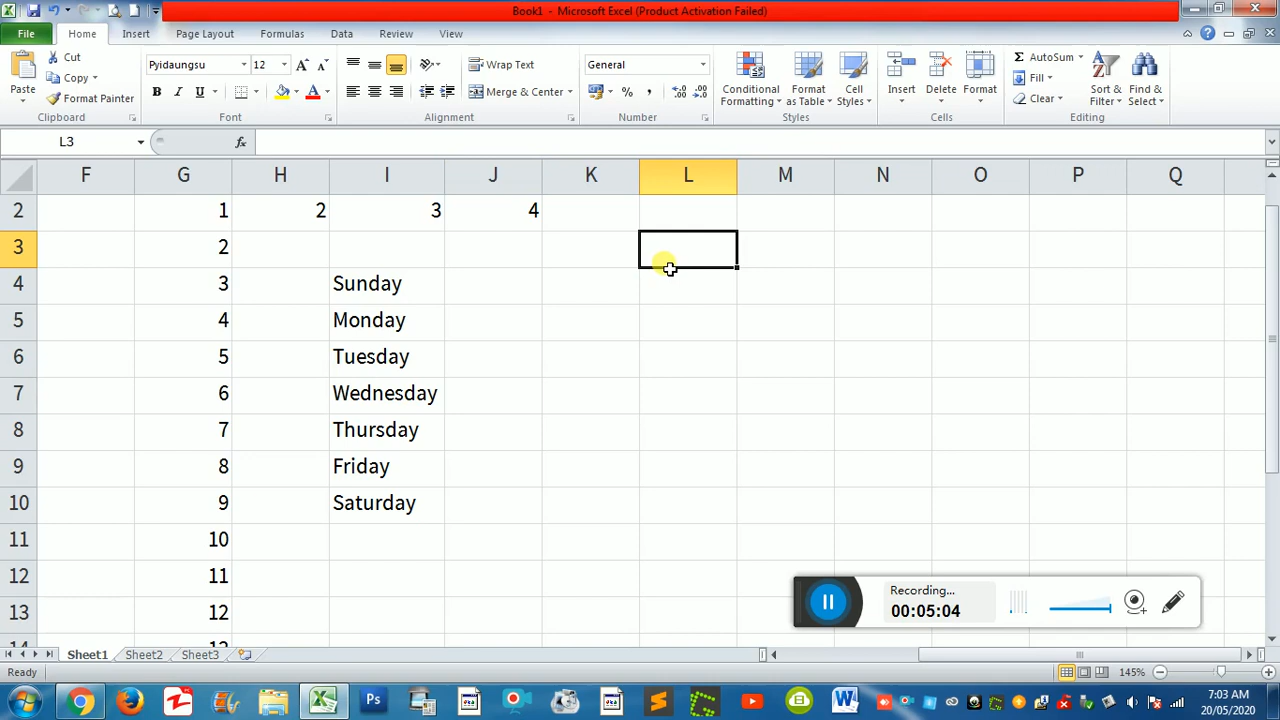 Book1 - Microsoft Excel (Product Activation Failed)
File Home Insert Page Layout Formulas Data Review View
Paste
Cut
Copy
Format Painter
Clipboard
Pyidaungsu 12
B I U
Font
Wrap Text
Merge & Center
Alignment
General
%
Number
Conditional Formatting
Format as Table
Cell Styles
Styles
Insert Delete Format
Cells
AutoSum
Fill
Clear
Sort & Filter
Find & Select
Editing
L3 fx
F G H I J K L M N O P Q
2 1 2 3 4
3 2
4 3 Sunday
5 4 Monday
6 5 Tuesday
7 6 Wednesday
8 7 Thursday
9 8 Friday
10 9 Saturday
11 10
12 11
13 12
Recording...
00:05:04
Sheet1 Sheet2 Sheet3
Ready 145%
7:03 AM
20/05/2020